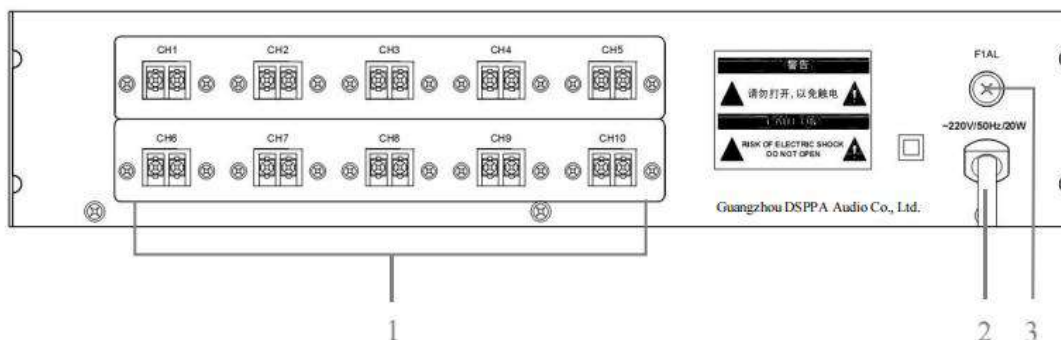 CH1 CH2 CH3 CH4 CH5
CH6 CH7 CH8 CH9 CH10
警告
请勿打开,以免触电
RISK OF ELECTRIC SHOCK
DO NOT OPEN
F1AL
~220V/50Hz/20W
Guangzhou DSPPA Audio Co., Ltd.
1 2 3